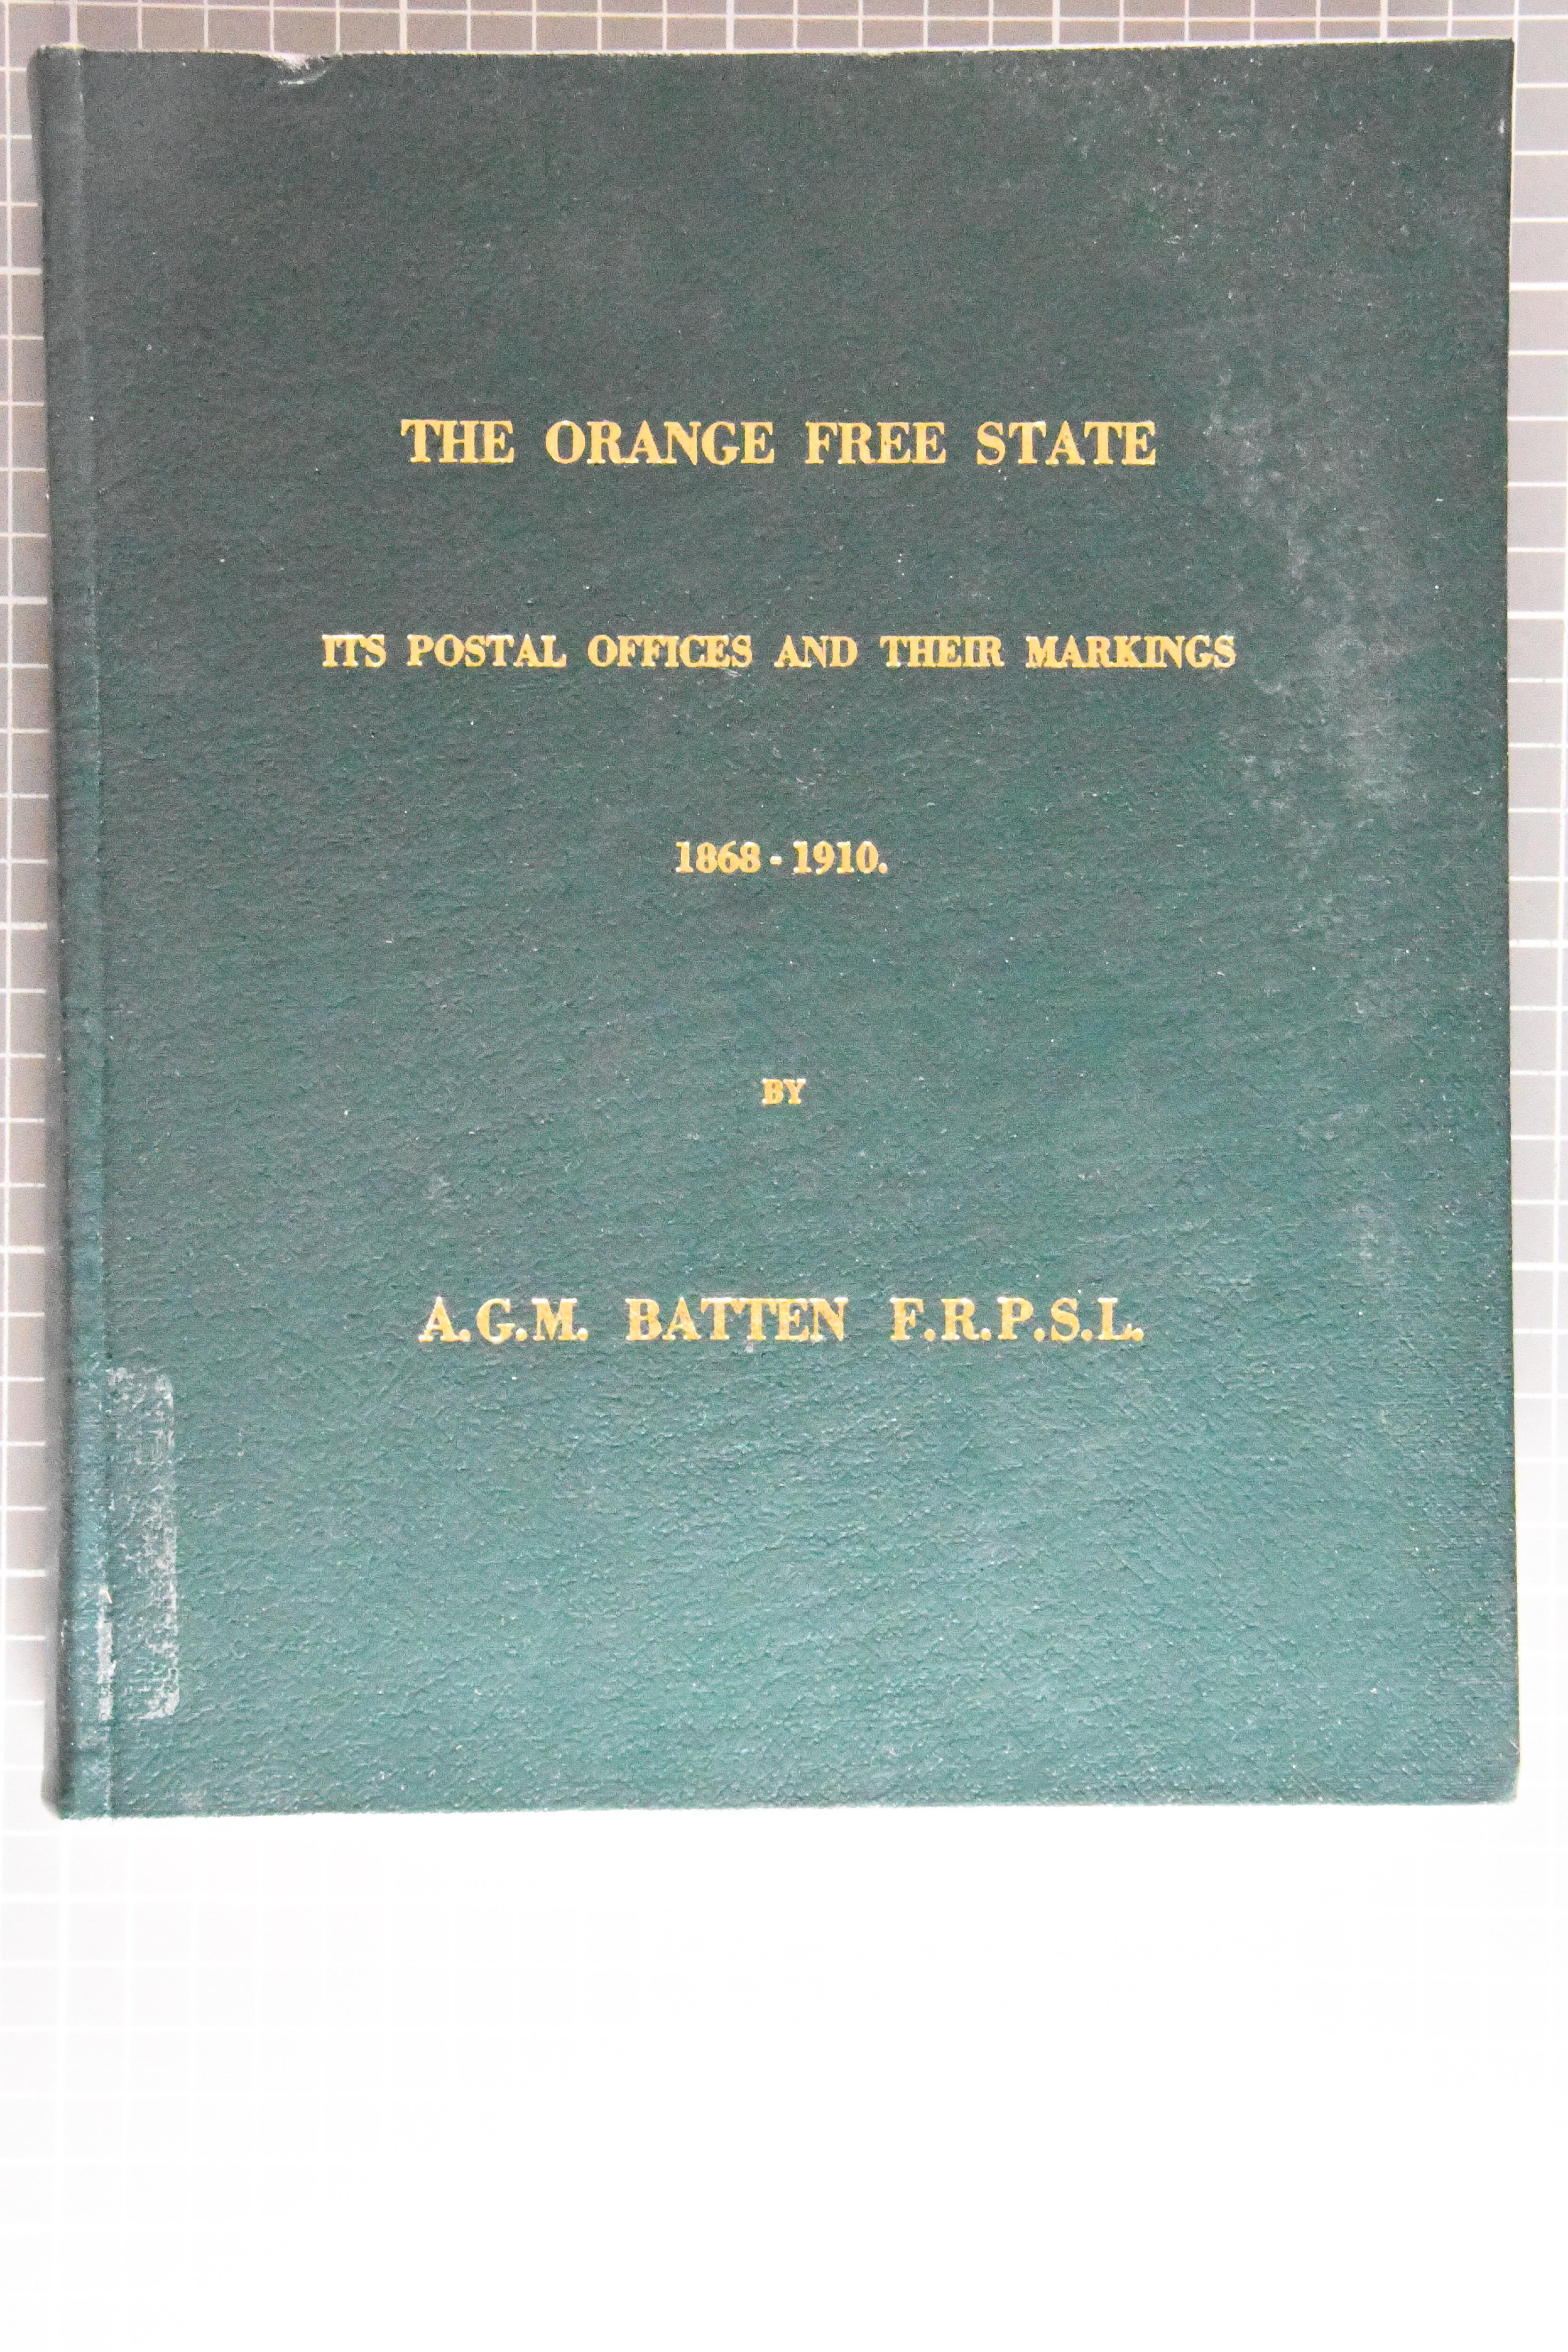 THE ORANGE FREE STATE
ITS POSTAL OFFICES AND THEIR MARKINGS
1868 - 1910.
BY
A.G.M. BATTEN F.R.P.S.L.